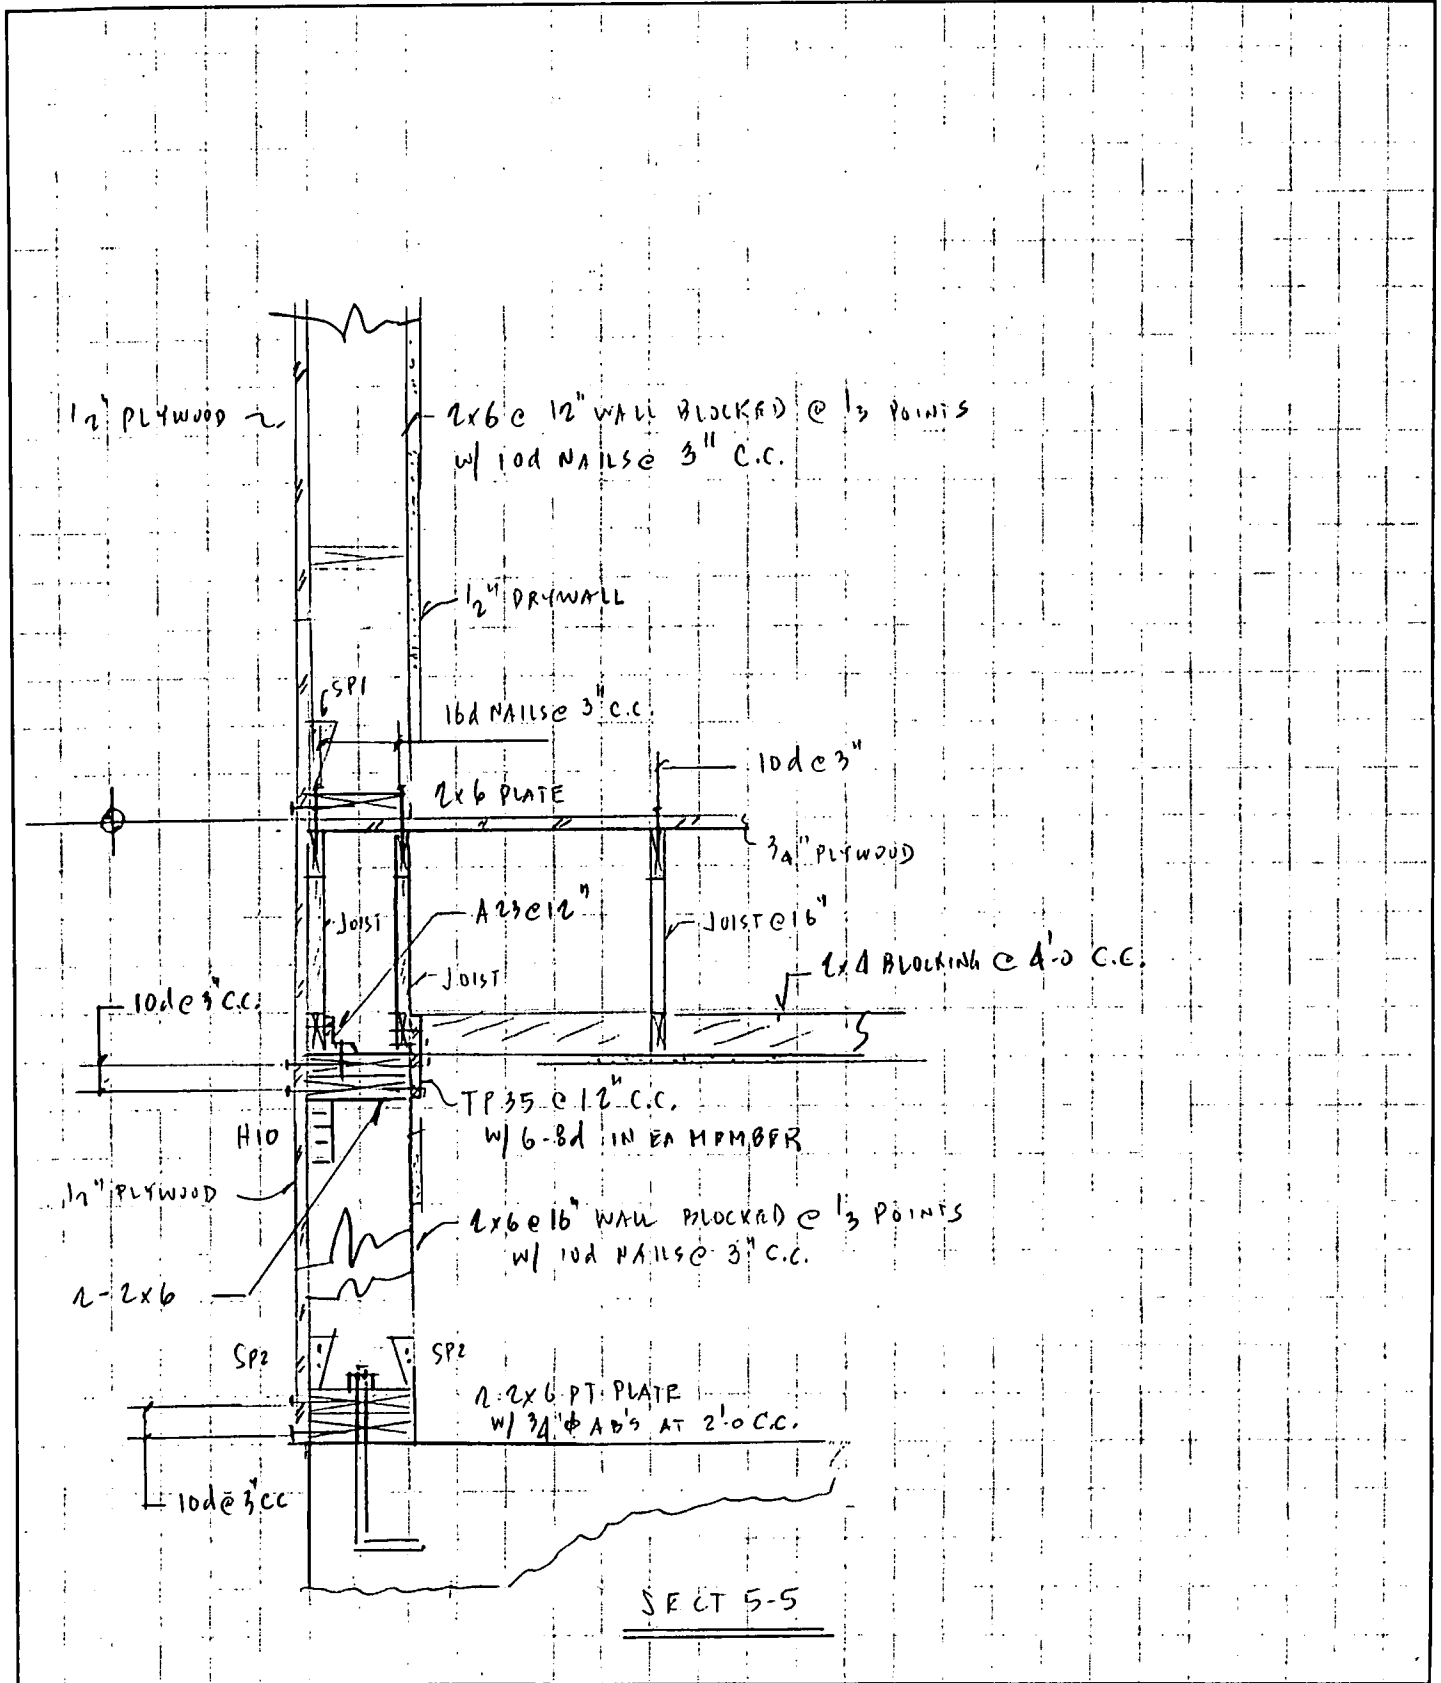 1/2" PLYWOOD
2x6 @ 12" WALL BLOCKED @ 1/3 POINTS
W/ 10d NAILS @ 3" C.C.
1/2" DRYWALL
SP1
16d NAILS @ 3" C.C.
10d @ 3"
2x6 PLATE
3/4" PLYWOOD
JOIST
A23 @ 12"
JOIST @ 16"
JOIST
2x4 BLOCKING @ 4'-0 C.C.
10d @ 3" C.C.
TP35 @ 12" C.C.
W/ 6-8d IN EA MEMBER
H10
1/2" PLYWOOD
2x6 @ 16" WALL BLOCKED @ 1/3 POINTS
W/ 10d NAILS @ 3" C.C.
2-2x6
SP2
SP2
2-2x6 PT. PLATE
W/ 3/4"Φ AB'S AT 2'-0 C.C.
10d @ 3" CC
SECT 5-5